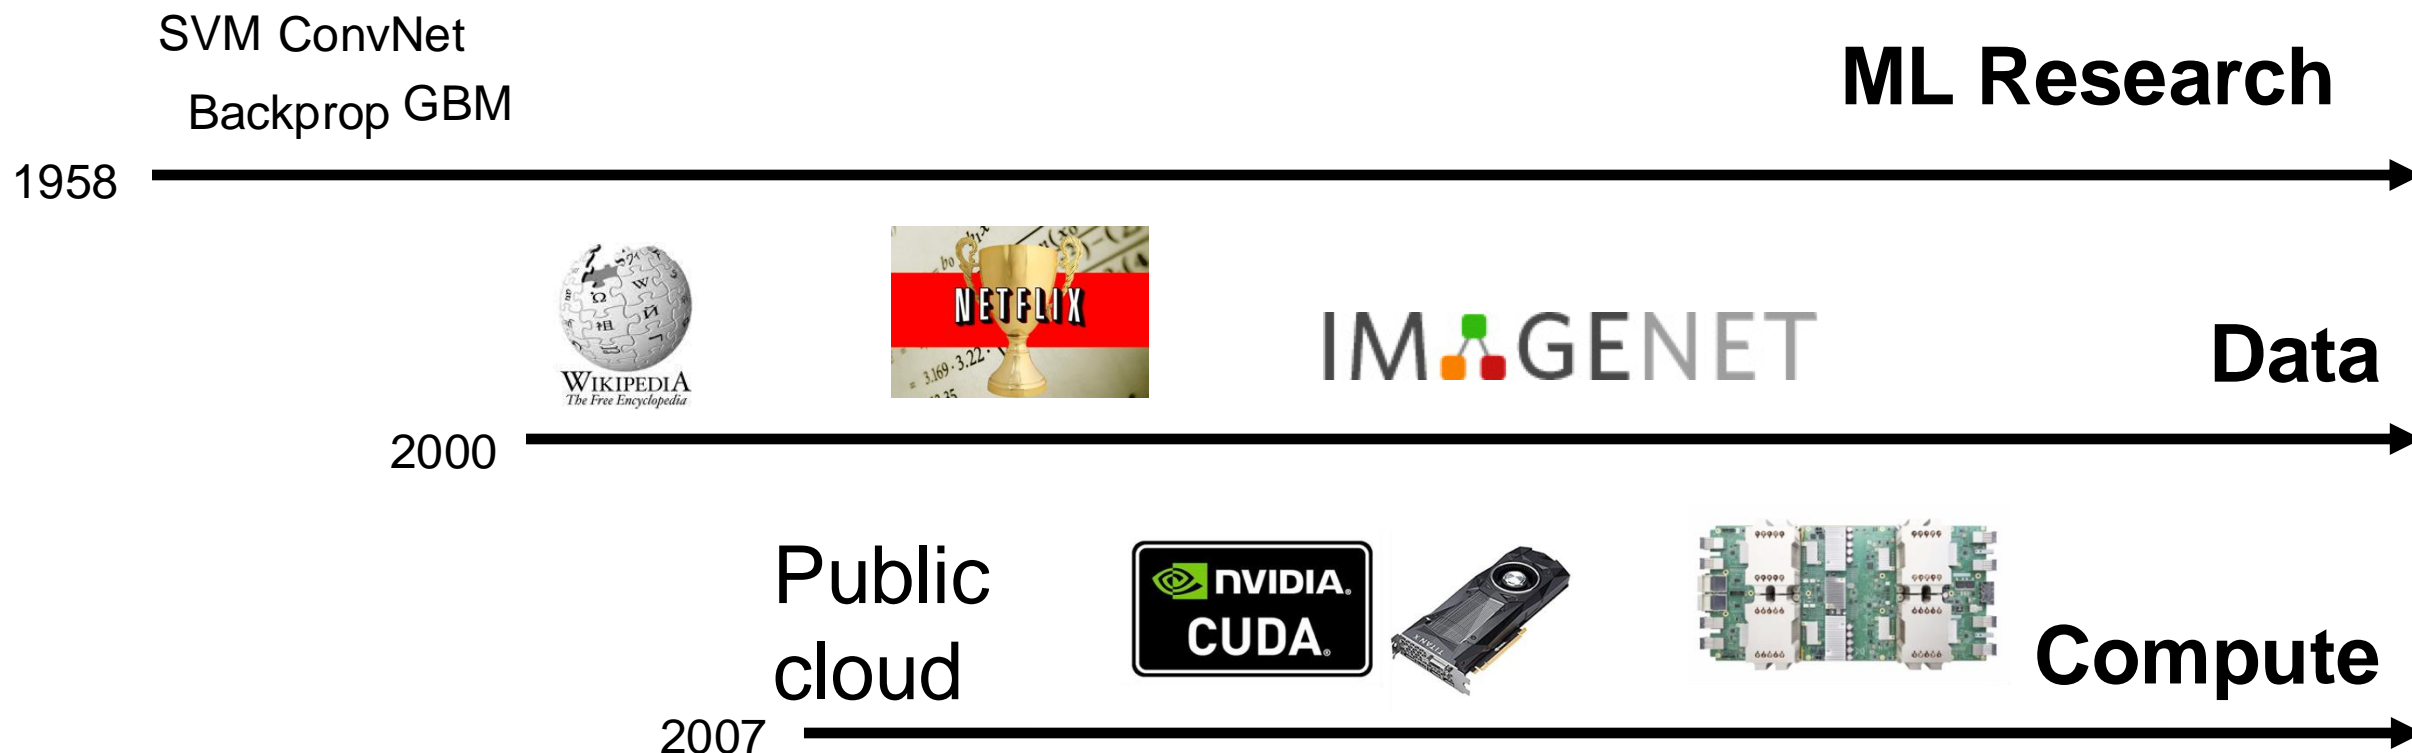 SVM ConvNet
Backprop GBM
ML Research
1958
NETFLIX
WIKIPEDIA
The Free Encyclopedia
IMAGENET
Data
2000
Public
cloud
NVIDIA.
CUDA.
TITAN X
Compute
2007